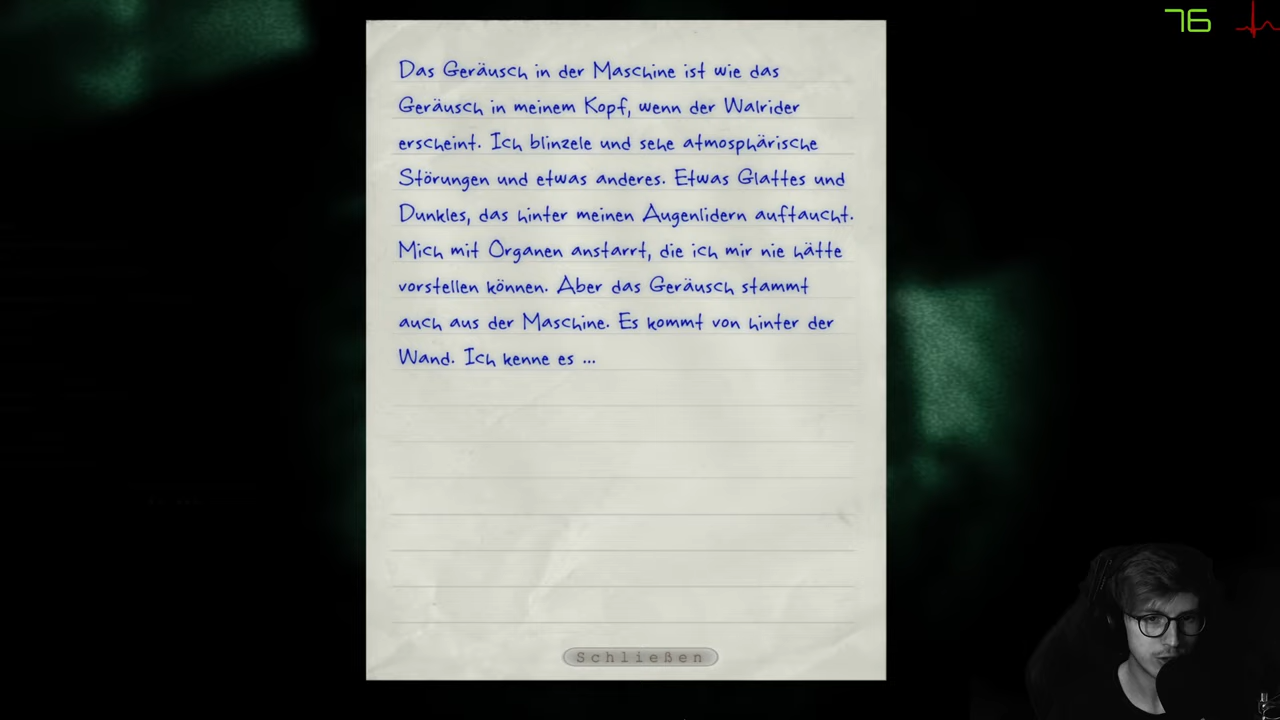 76
Das Geräusch in der Maschine ist wie das
Geräusch in meinem Kopf, wenn der Walrider
erscheint. Ich blinzele und sehe atmosphärische
Störungen und etwas anderes. Etwas Glattes und
Dunkles, das hinter meinen Augenlidern auftaucht.
Mich mit Organen anstarrt, die ich mir nie hätte
vorstellen können. Aber das Geräusch stammt
auch aus der Maschine. Es kommt von hinter der
Wand. Ich kenne es ...
Schließen